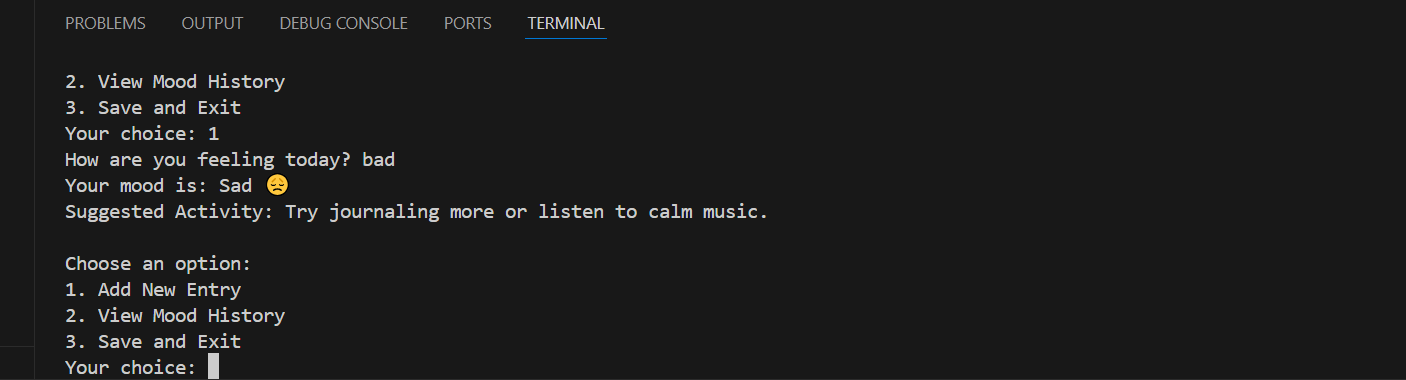 PROBLEMS OUTPUT DEBUG CONSOLE PORTS TERMINAL
2. View Mood History
3. Save and Exit
Your choice: 1
How are you feeling today? bad
Your mood is: Sad 😔
Suggested Activity: Try journaling more or listen to calm music.
Choose an option:
1. Add New Entry
2. View Mood History
3. Save and Exit
Your choice: